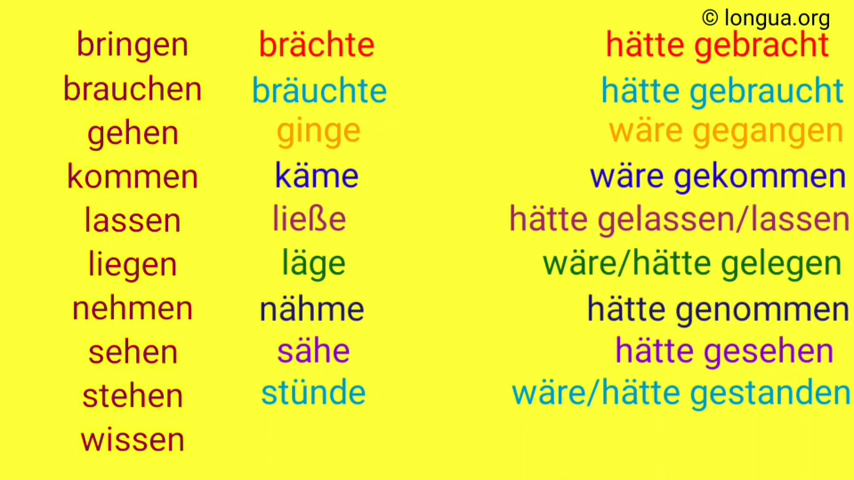 © longua.org
bringen brächte hätte gebracht
brauchen bräuchte hätte gebraucht
gehen ginge wäre gegangen
kommen käme wäre gekommen
lassen ließe hätte gelassen/lassen
liegen läge wäre/hätte gelegen
nehmen nähme hätte genommen
sehen sähe hätte gesehen
stehen stünde wäre/hätte gestanden
wissen